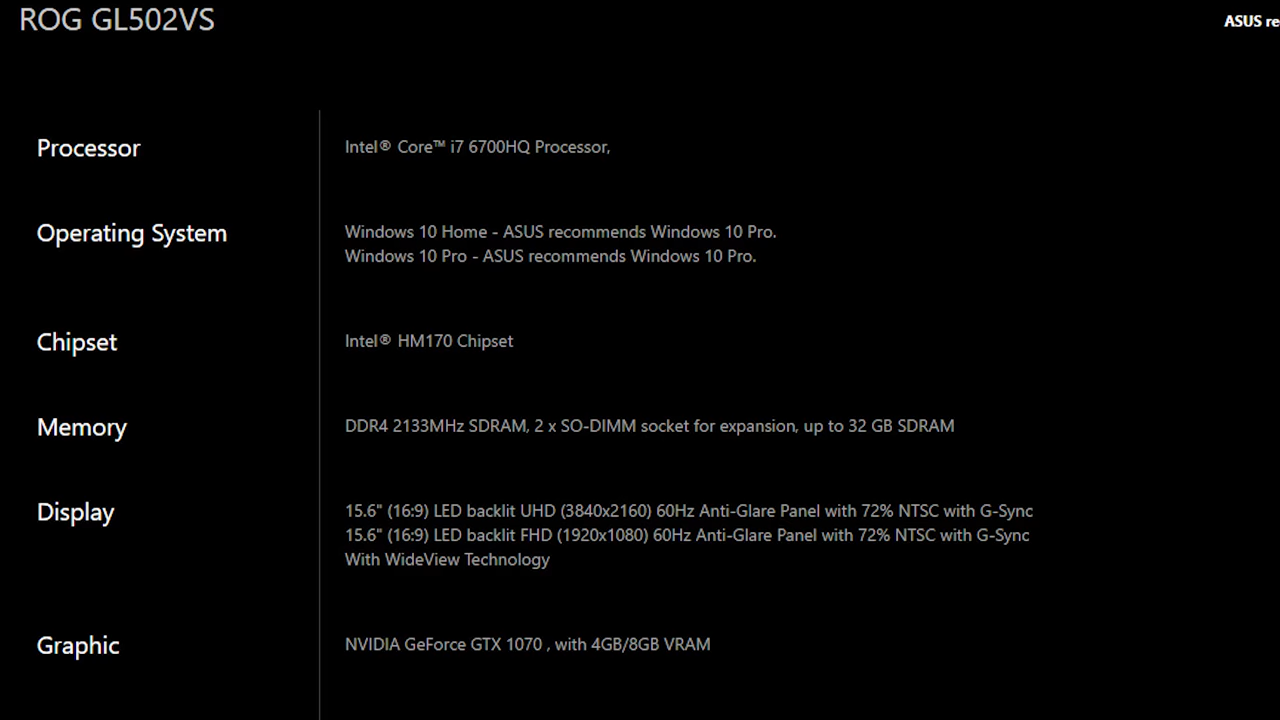 ROG GL502VS
ASUS re
Processor
Intel® Core™ i7 6700HQ Processor,
Operating System
Windows 10 Home - ASUS recommends Windows 10 Pro.
Windows 10 Pro - ASUS recommends Windows 10 Pro.
Chipset
Intel® HM170 Chipset
Memory
DDR4 2133MHz SDRAM, 2 x SO-DIMM socket for expansion, up to 32 GB SDRAM
Display
15.6" (16:9) LED backlit UHD (3840x2160) 60Hz Anti-Glare Panel with 72% NTSC with G-Sync
15.6" (16:9) LED backlit FHD (1920x1080) 60Hz Anti-Glare Panel with 72% NTSC with G-Sync
With WideView Technology
Graphic
NVIDIA GeForce GTX 1070 , with 4GB/8GB VRAM